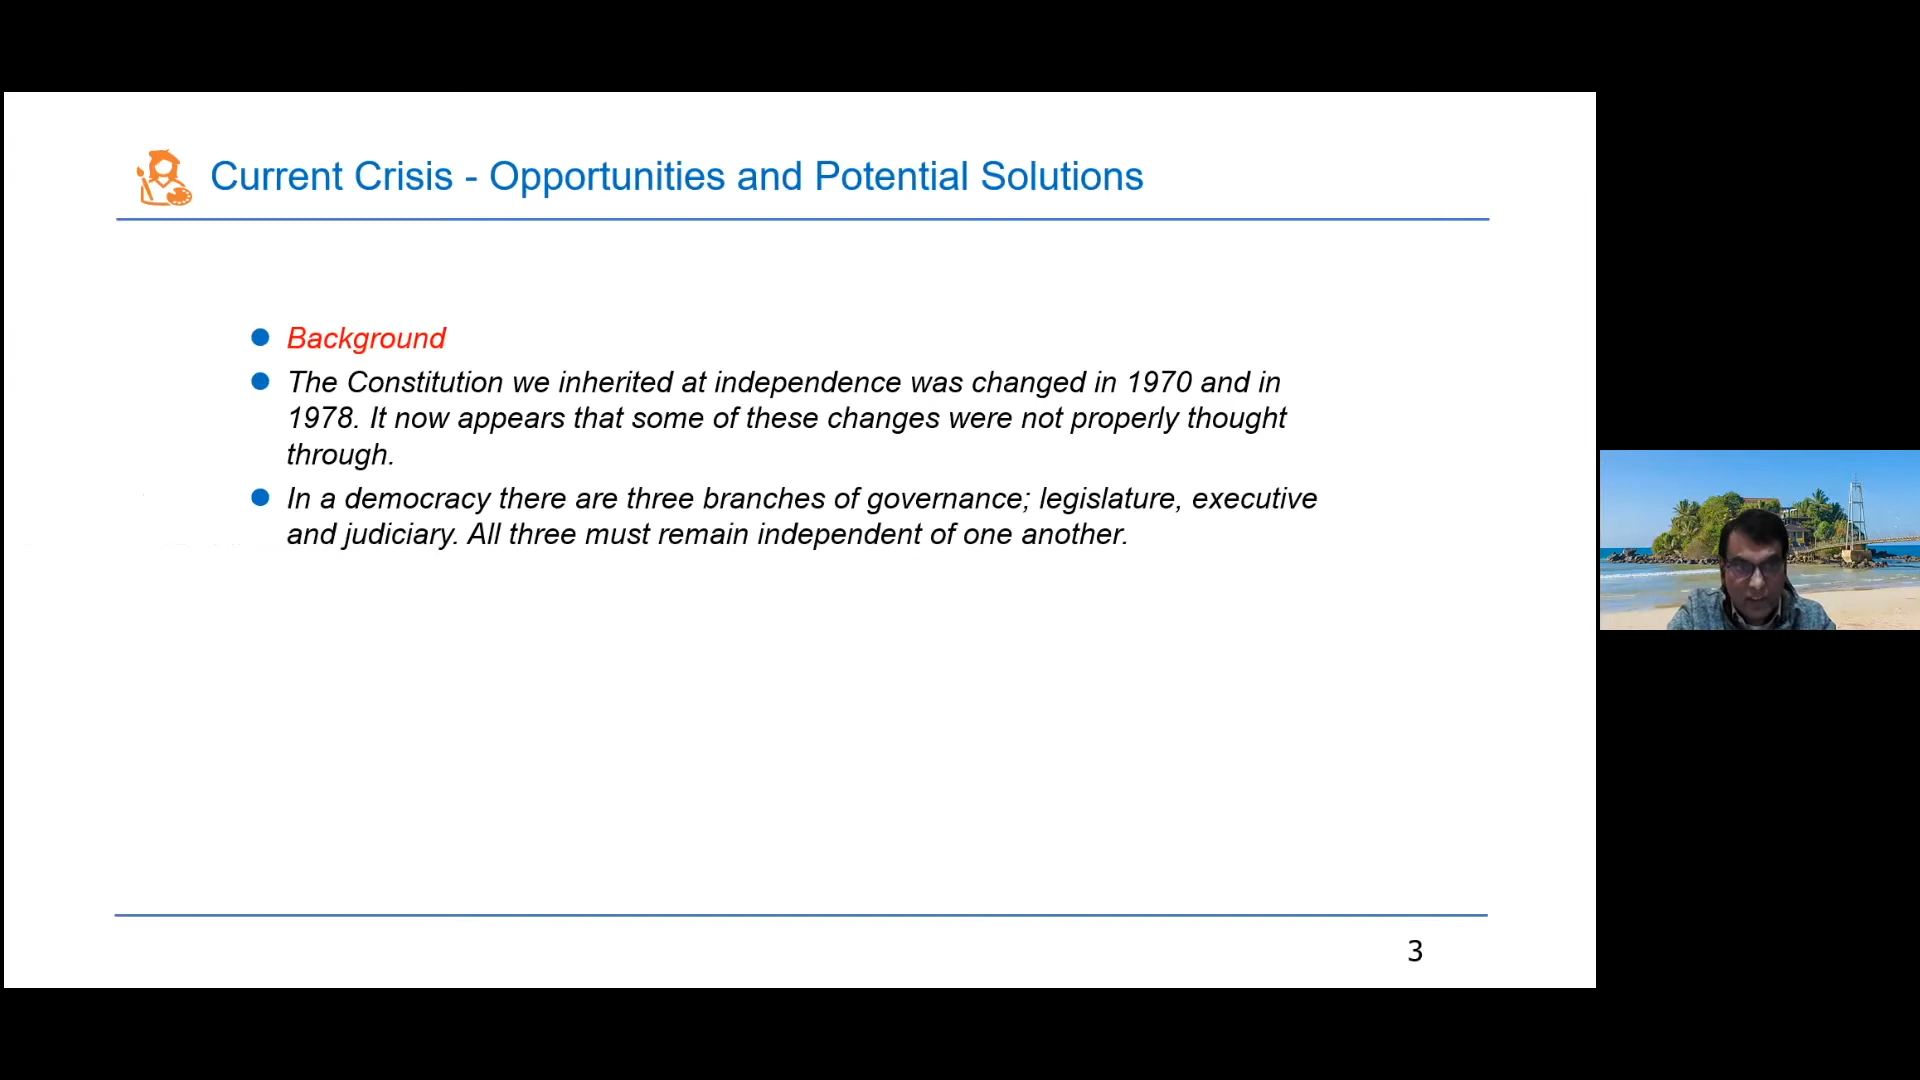 Current Crisis - Opportunities and Potential Solutions
Background
The Constitution we inherited at independence was changed in 1970 and in
1978. It now appears that some of these changes were not properly thought
through.
In a democracy there are three branches of governance; legislature, executive
and judiciary. All three must remain independent of one another.
3